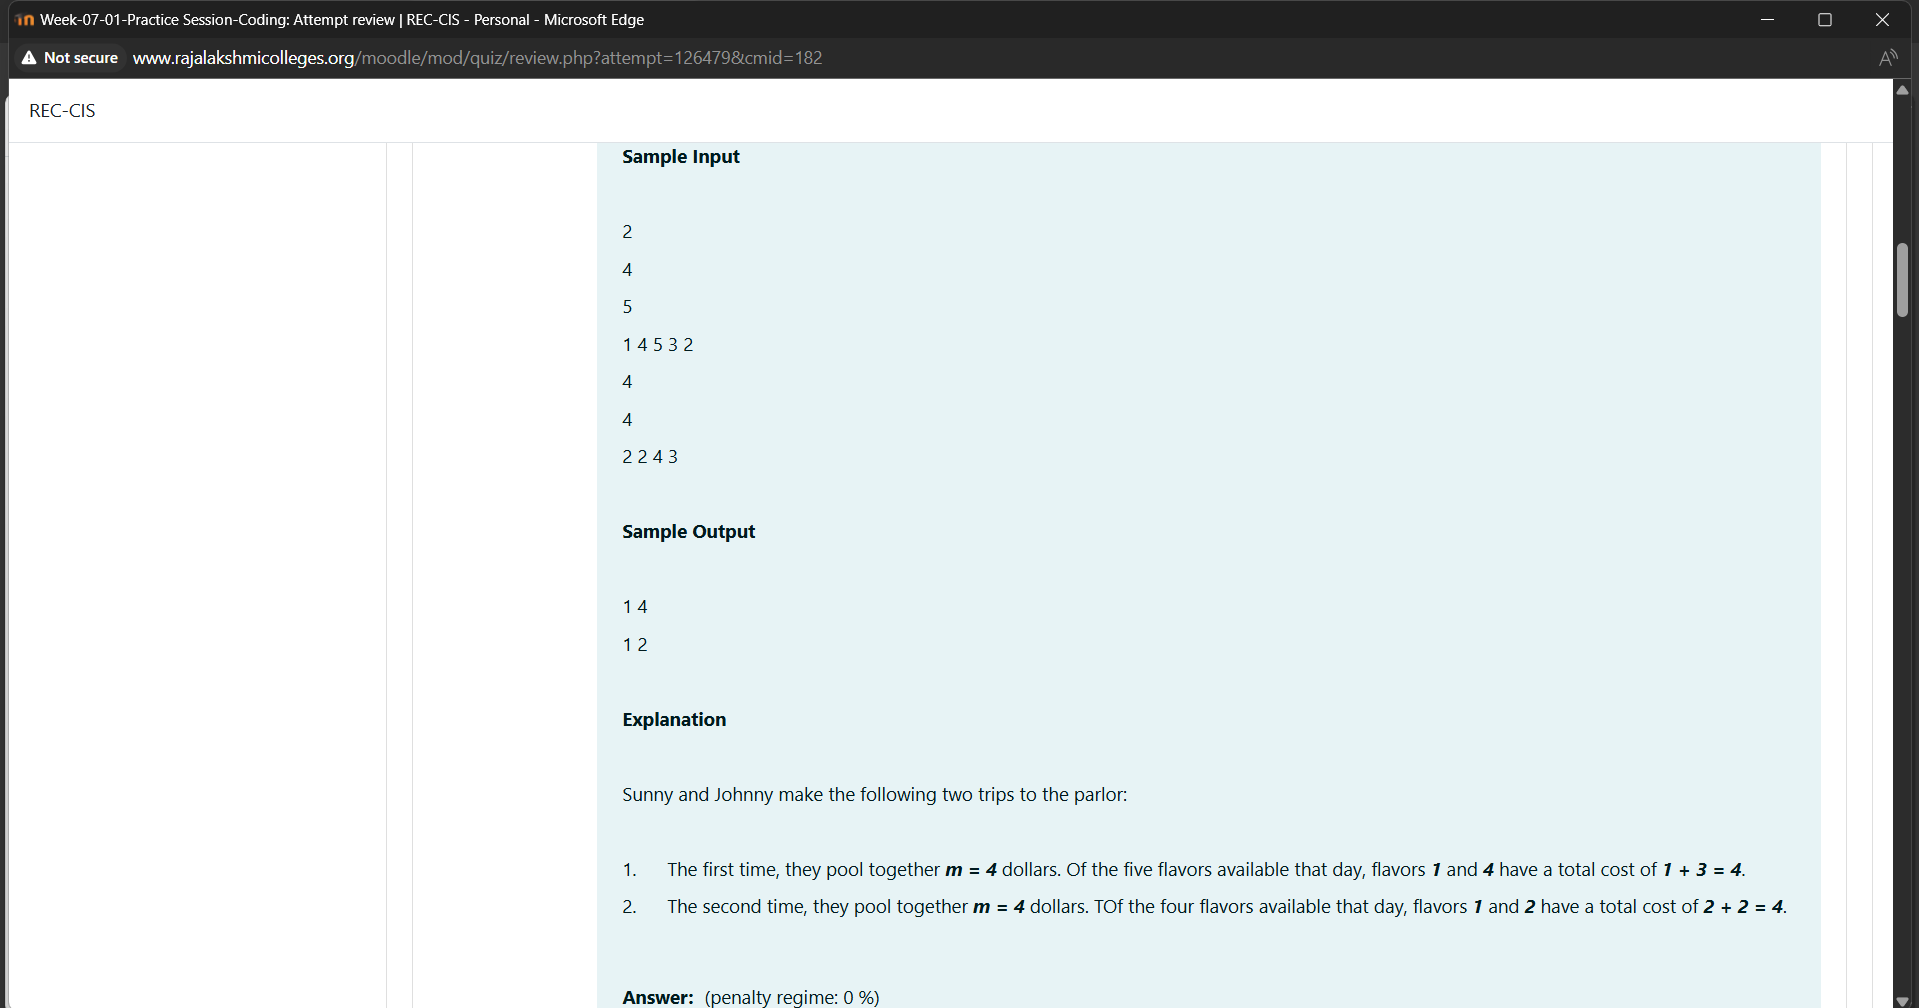 Week-07-01-Practice Session-Coding: Attempt review | REC-CIS - Personal - Microsoft Edge
Not secure www.rajalakshmicolleges.org/moodle/mod/quiz/review.php?attempt=126479&cmid=182
REC-CIS
Sample Input
2
4
5
1 4 5 3 2
4
4
2 2 4 3
Sample Output
1 4
1 2
Explanation
Sunny and Johnny make the following two trips to the parlor:
1. The first time, they pool together m = 4 dollars. Of the five flavors available that day, flavors 1 and 4 have a total cost of 1 + 3 = 4.
2. The second time, they pool together m = 4 dollars. TOf the four flavors available that day, flavors 1 and 2 have a total cost of 2 + 2 = 4.
Answer: (penalty regime: 0 %)